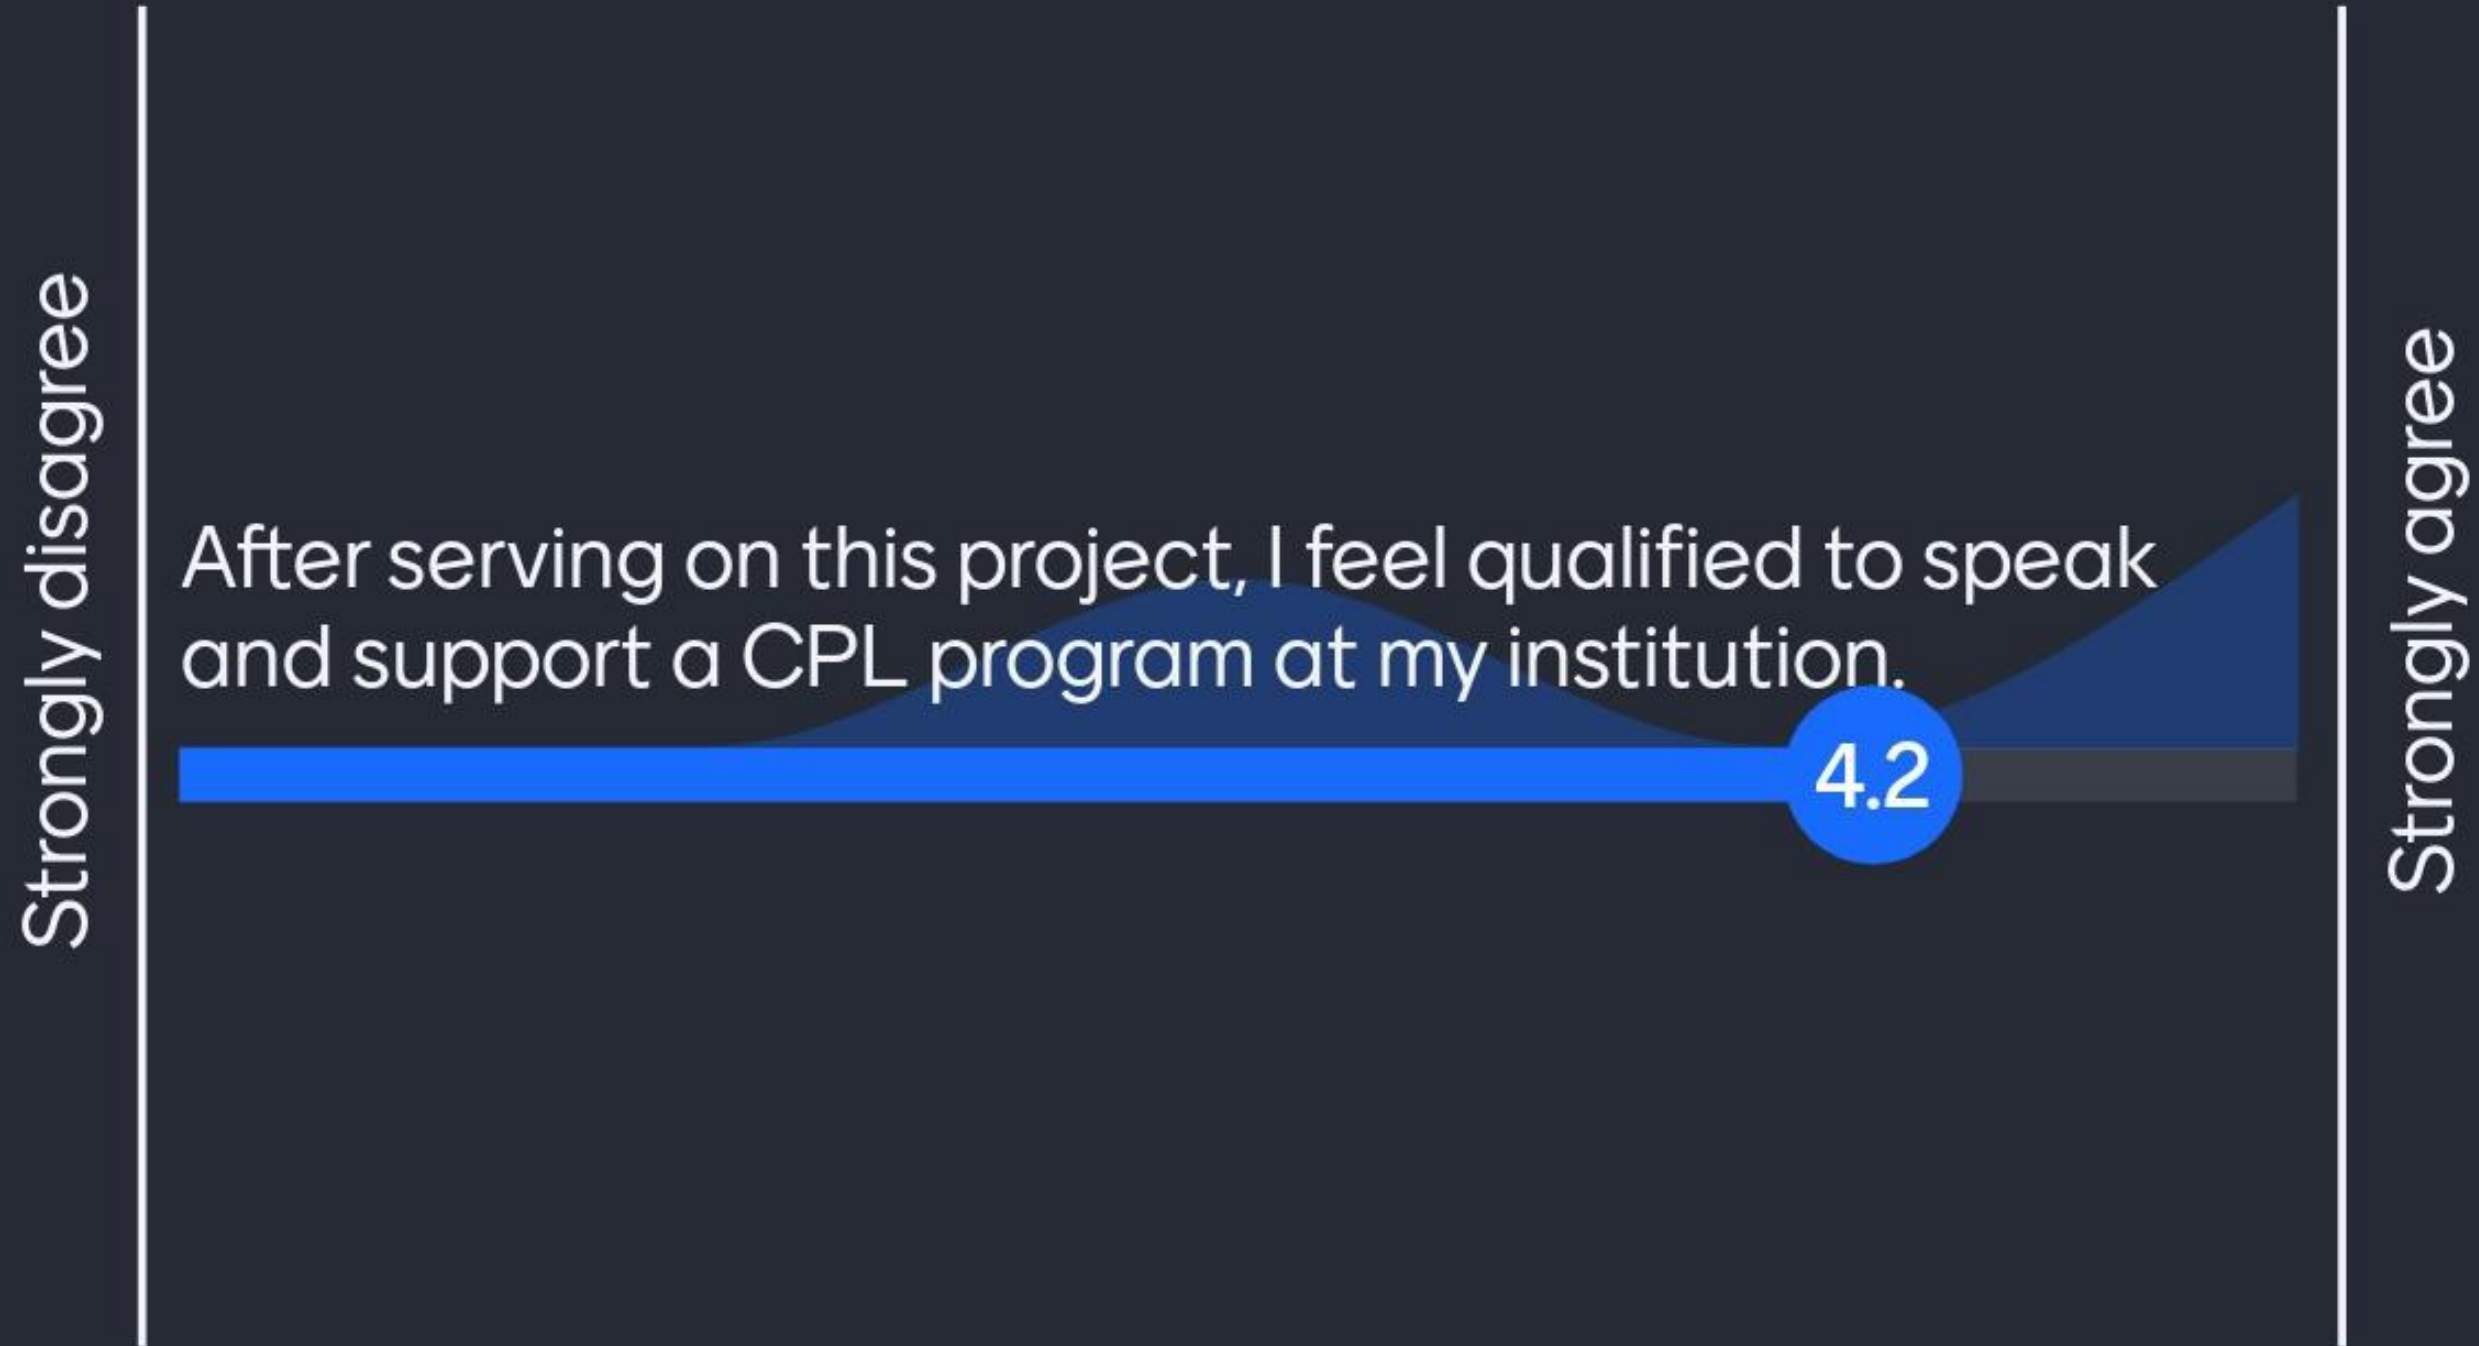 Strongly disagree
After serving on this project, I feel qualified to speak
and support a CPL program at my institution.
4.2
Strongly agree